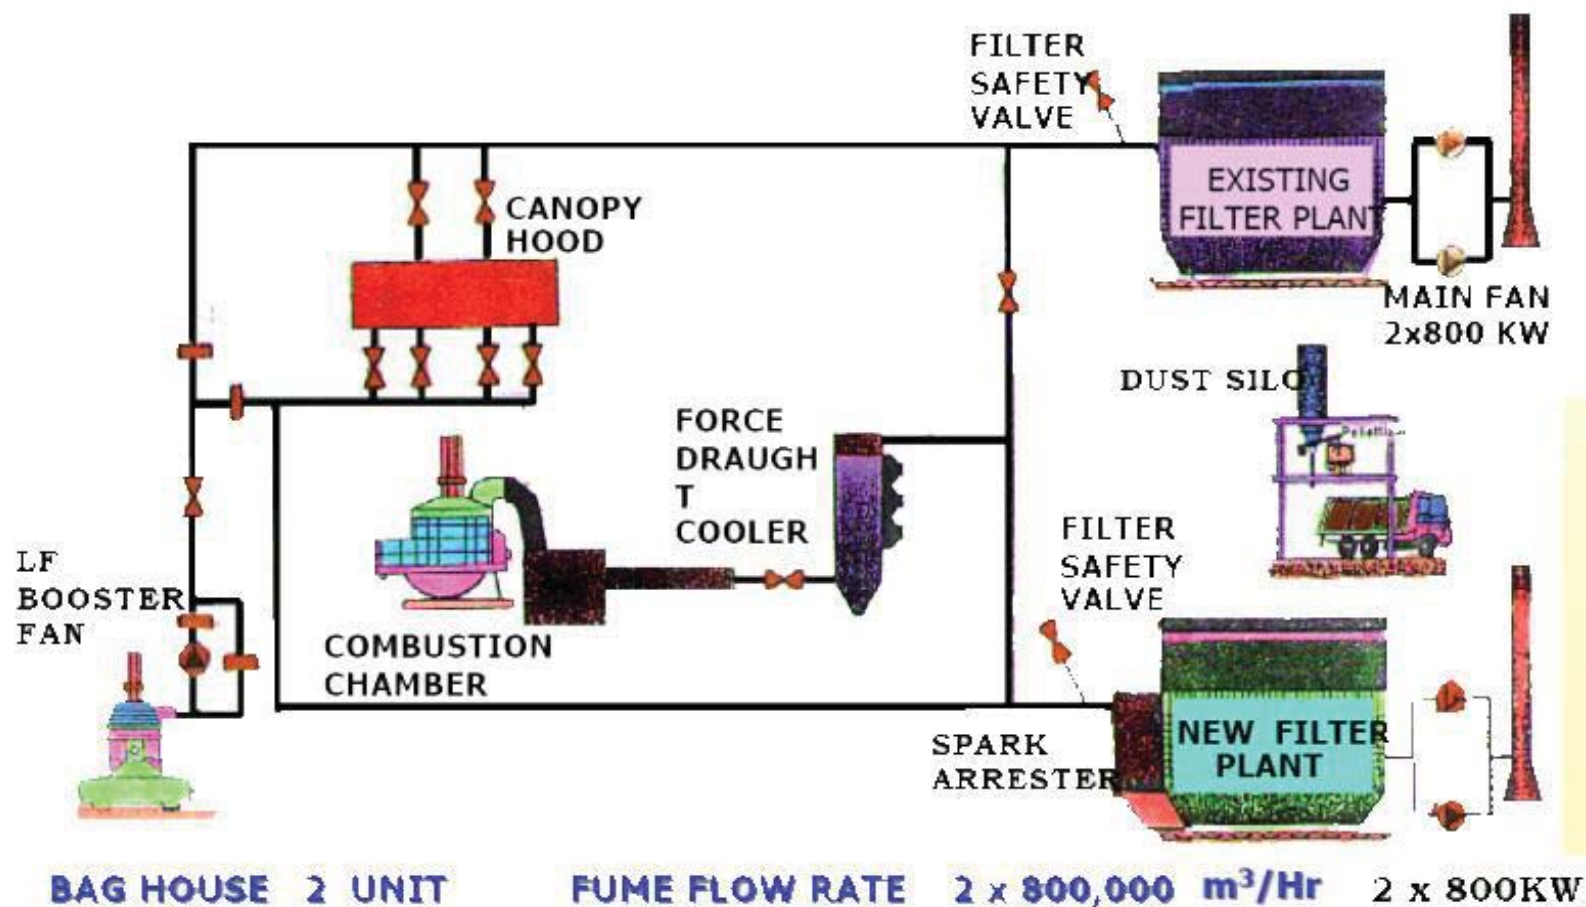 FILTER
SAFETY
VALVE
EXISTING
FILTER PLANT
CANOPY
HOOD
MAIN FAN
2x800 KW
DUST SILO
FORCE
DRAUGH
T
COOLER
FILTER
SAFETY
VALVE
LF
BOOSTER
FAN
COMBUSTION
CHAMBER
SPARK
ARRESTER
NEW FILTER
PLANT
BAG HOUSE 2 UNIT FUME FLOW RATE 2 x 800,000 m³/Hr 2 x 800KW